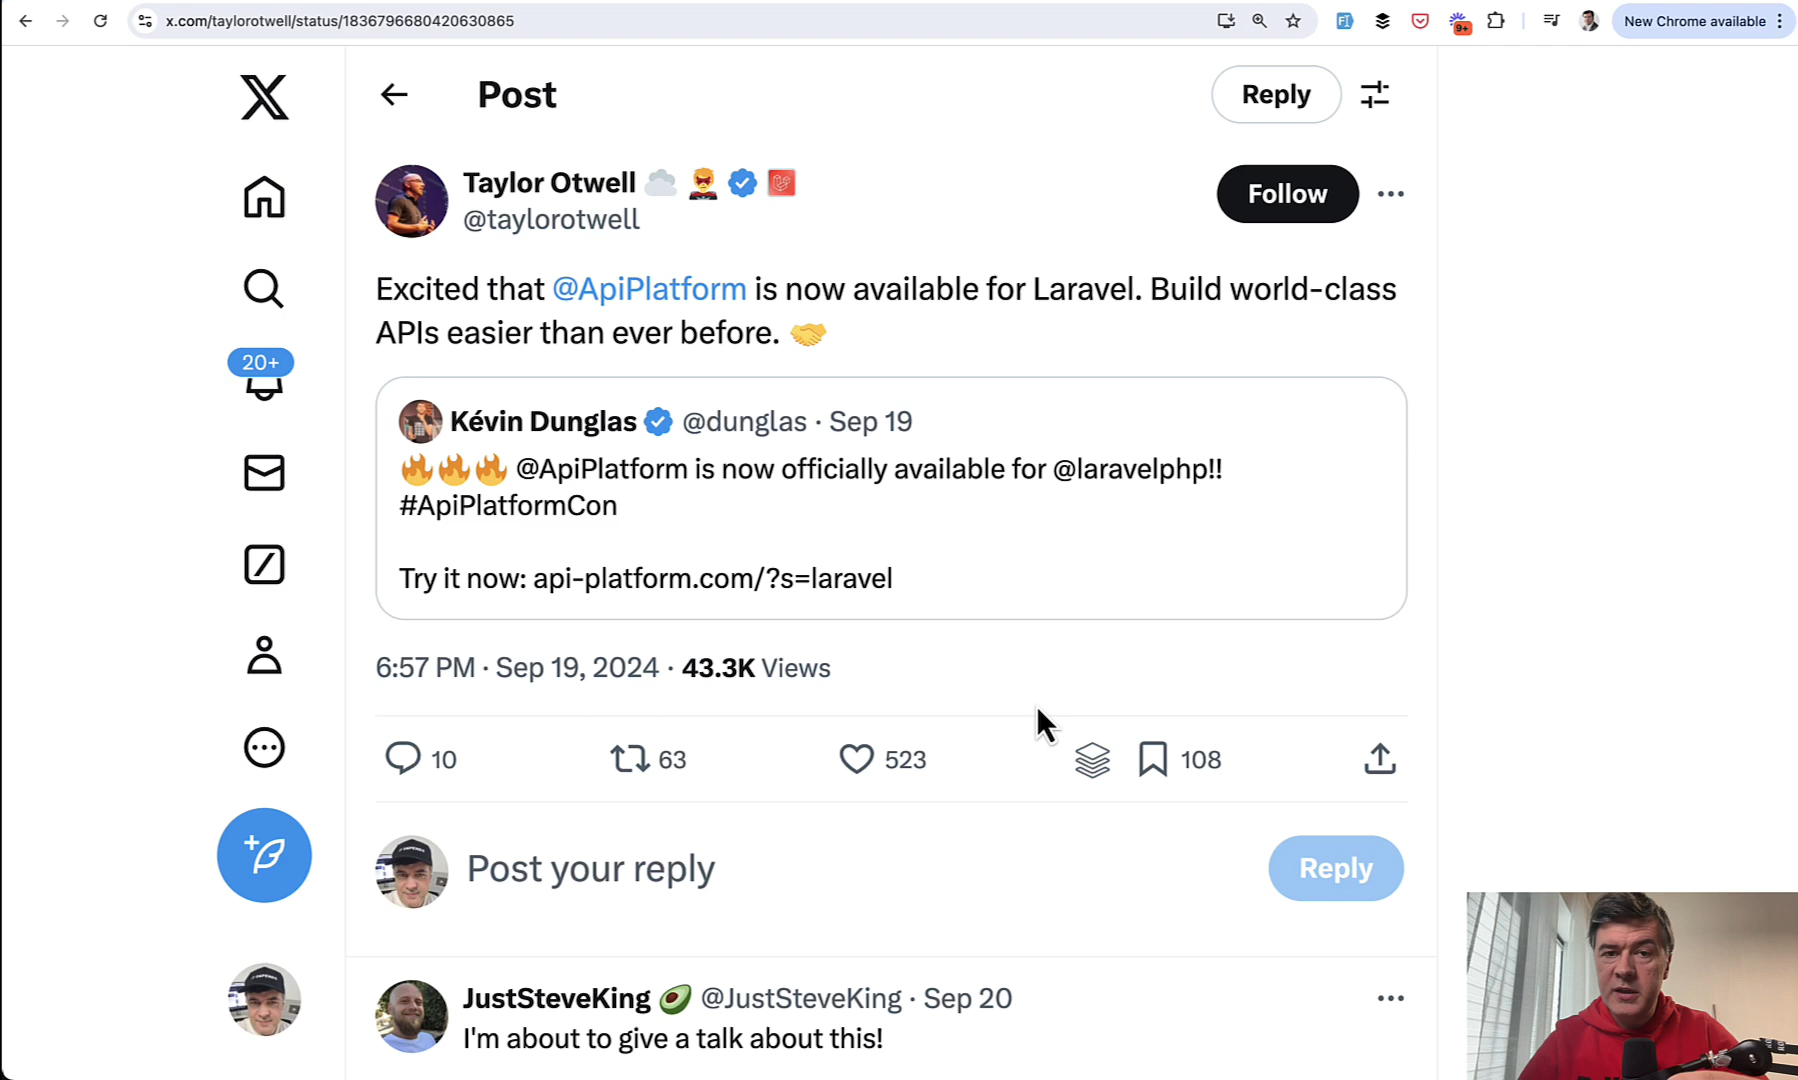 x.com/taylorotwell/status/1836796680420630865
9+
New Chrome available
Post
Reply
Taylor Otwell
@taylorotwell
Follow
Excited that @ApiPlatform is now available for Laravel. Build world-class
APIs easier than ever before. 🤝
20+
Kévin Dunglas @dunglas · Sep 19
🔥🔥🔥 @ApiPlatform is now officially available for @laravelphp!!
#ApiPlatformCon
Try it now: api-platform.com/?s=laravel
6:57 PM · Sep 19, 2024 · 43.3K Views
10 63 523 108
Post your reply
Reply
JustSteveKing 🥑 @JustSteveKing · Sep 20
I'm about to give a talk about this!